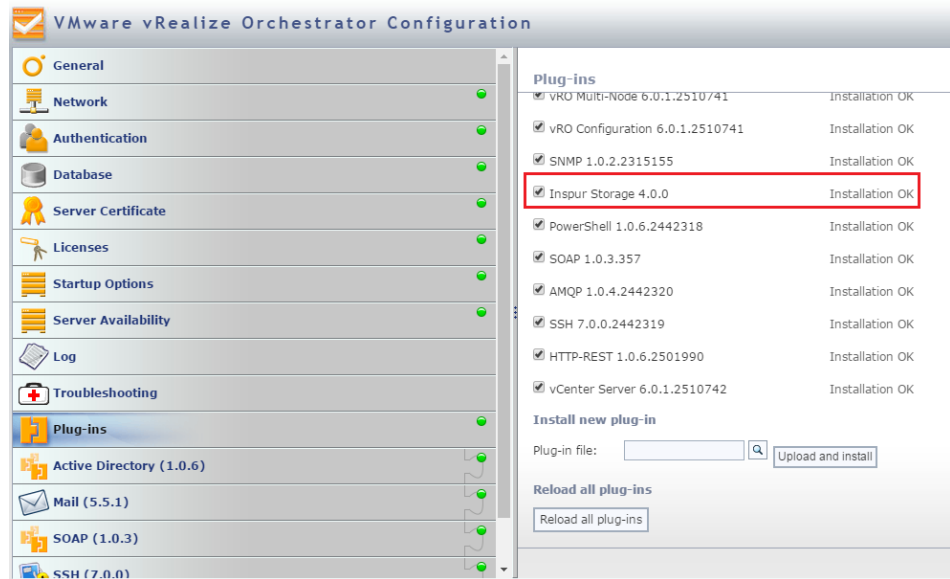 VMware vRealize Orchestrator Configuration
General
Network
Authentication
Database
Server Certificate
Licenses
Startup Options
Server Availability
Log
Troubleshooting
Plug-ins
Active Directory (1.0.6)
Mail (5.5.1)
SOAP (1.0.3)
SSH (7.0.0)
Plug-ins
vRO Multi-Node 6.0.1.2510741 Installation OK
vRO Configuration 6.0.1.2510741 Installation OK
SNMP 1.0.2.2315155 Installation OK
Inspur Storage 4.0.0 Installation OK
PowerShell 1.0.6.2442318 Installation OK
SOAP 1.0.3.357 Installation OK
AMQP 1.0.4.2442320 Installation OK
SSH 7.0.0.2442319 Installation OK
HTTP-REST 1.0.6.2501990 Installation OK
vCenter Server 6.0.1.2510742 Installation OK
Install new plug-in
Plug-in file: Upload and install
Reload all plug-ins
Reload all plug-ins